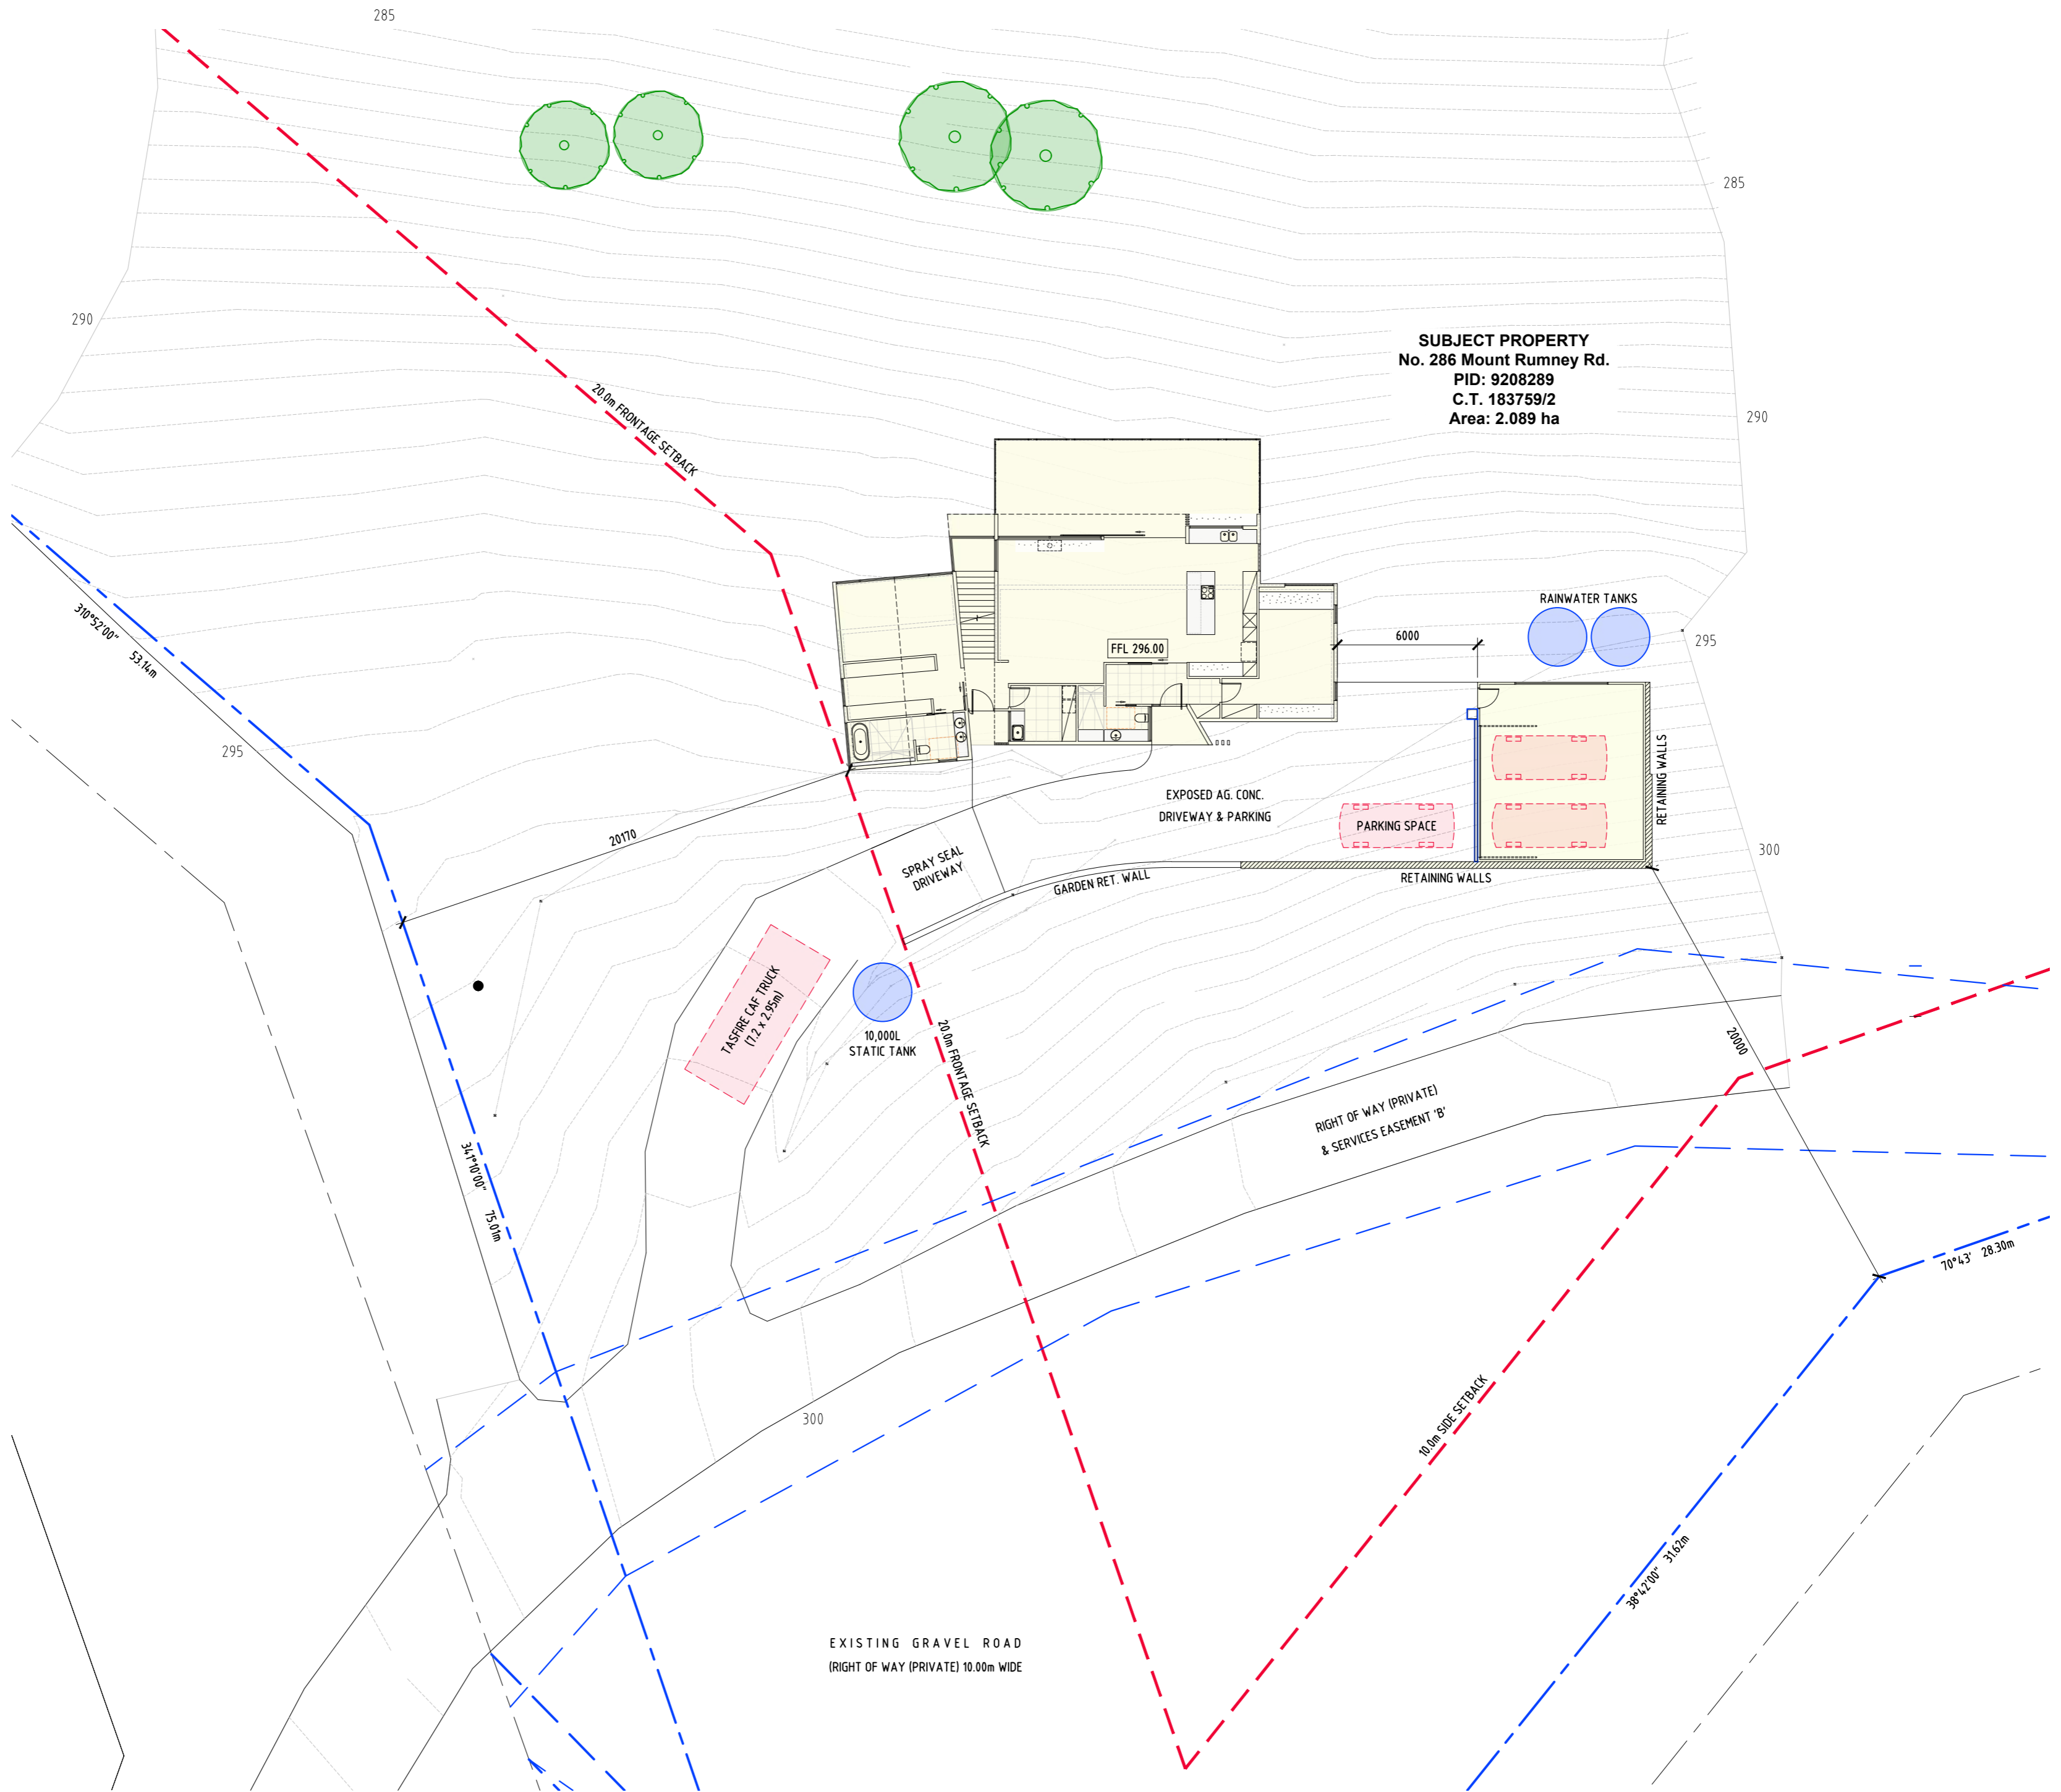 285
285
290
SUBJECT PROPERTY
No. 286 Mount Rumney Rd.
PID: 9208289
C.T. 183759/2
Area: 2.089 ha
290
20.0m FRONTAGE SETBACK
310°52'00" 53.14m
295
FFL 296.00
6000
RAINWATER TANKS
295
RETAINING WALLS
EXPOSED AG. CONC.
DRIVEWAY & PARKING
PARKING SPACE
20170
SPRAY SEAL
DRIVEWAY
GARDEN RET. WALL
RETAINING WALLS
300
TASFIRE CAF TRUCK
(7.2 x 2.95m)
10,000L
STATIC TANK
20.0m FRONTAGE SETBACK
20000
RIGHT OF WAY (PRIVATE)
& SERVICES EASEMENT 'B'
341°10'00" 75.01m
70°43' 28.30m
300
10.0m SIDE SETBACK
38°42'00" 31.62m
EXISTING GRAVEL ROAD
(RIGHT OF WAY (PRIVATE) 10.00m WIDE